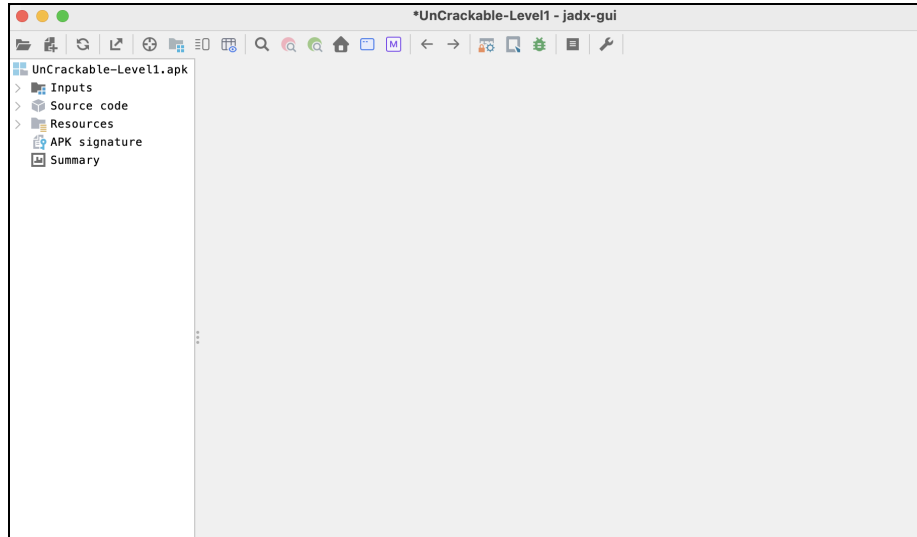 *UnCrackable-Level1 - jadx-gui
M
UnCrackable-Level1.apk
Inputs
Source code
Resources
APK signature
Summary